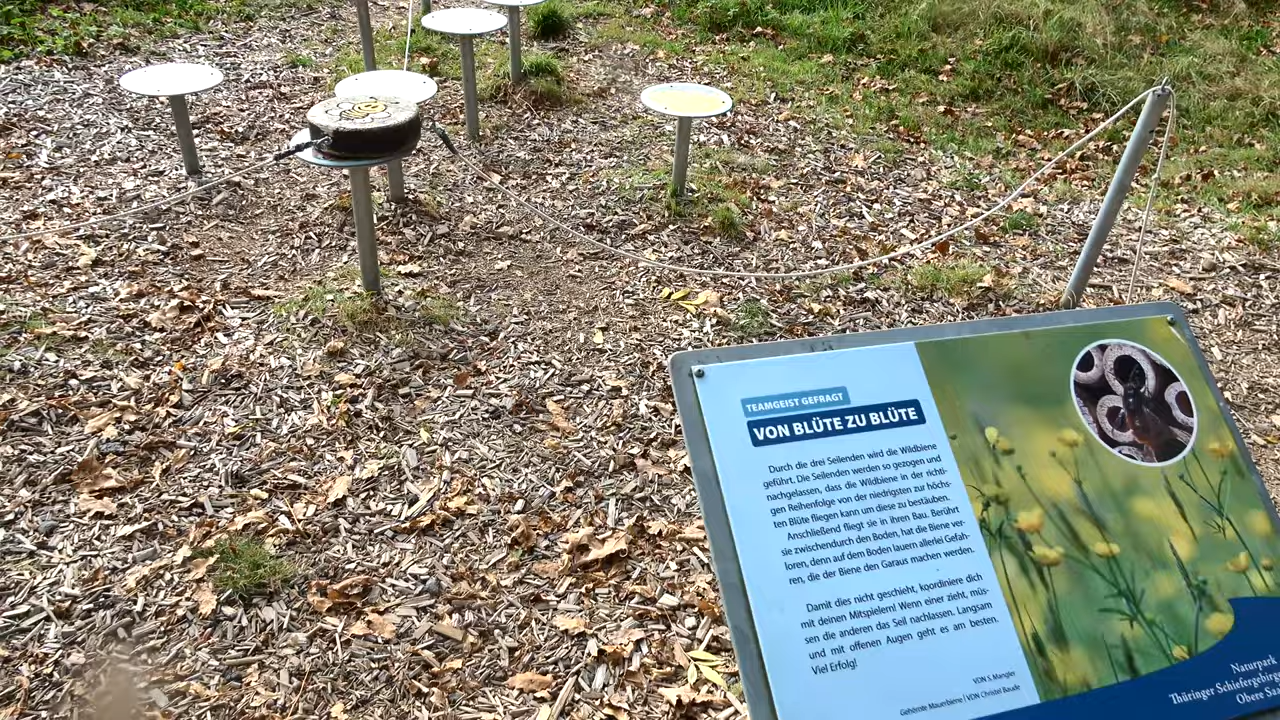 TEAMGEIST GEFRAGT
VON BLÜTE ZU BLÜTE
Durch die drei Seilenden wird die Wildbiene
geführt. Die Seilenden werden so gezogen und
nachgelassen, dass die Wildbiene in der richti-
gen Reihenfolge von der niedrigsten zur höchs-
ten Blüte fliegen kann um diese zu bestäuben.
Anschließend fliegt sie in ihren Bau. Berührt
sie zwischendurch den Boden, hat die Biene ver-
loren, denn auf dem Boden lauern allerlei Gefah-
ren, die der Biene den Garaus machen werden.
Damit dies nicht geschieht, koordiniere dich
mit deinen Mitspielern! Wenn einer zieht, müs-
sen die anderen das Seil nachlassen. Langsam
und mit offenen Augen geht es am besten.
Viel Erfolg!
VON S. Mangler
Gehörnte Mauerbiene | VON Christel Baude
Naturpark
Thüringer Schiefergebirge
Obere